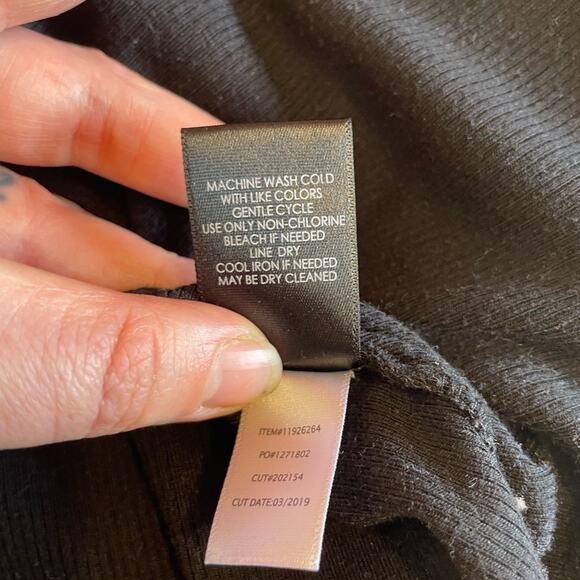 MACHINE WASH COLD
WITH LIKE COLORS
GENTLE CYCLE
USE ONLY NON-CHLORINE
BLEACH IF NEEDED
LINE DRY
COOL IRON IF NEEDED
MAY BE DRY CLEANED
ITEM#11926264
PO#1271802
CUT#202154
CUT DATE:03/2019